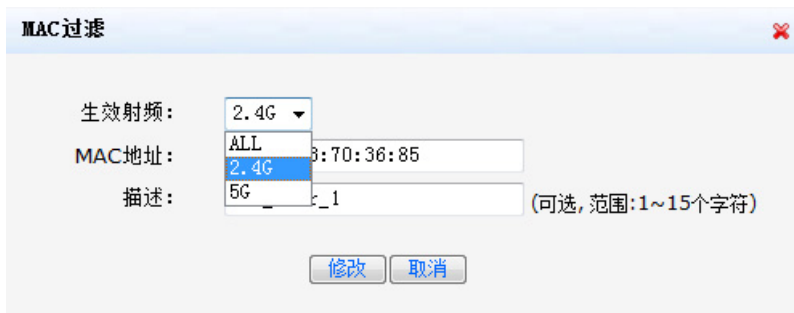 MAC过滤
生效射频： 2.4G
ALL
MAC地址： :70:36:85
2.4G
5G
描述： _1 (可选,范围:1~15个字符)
修改 取消